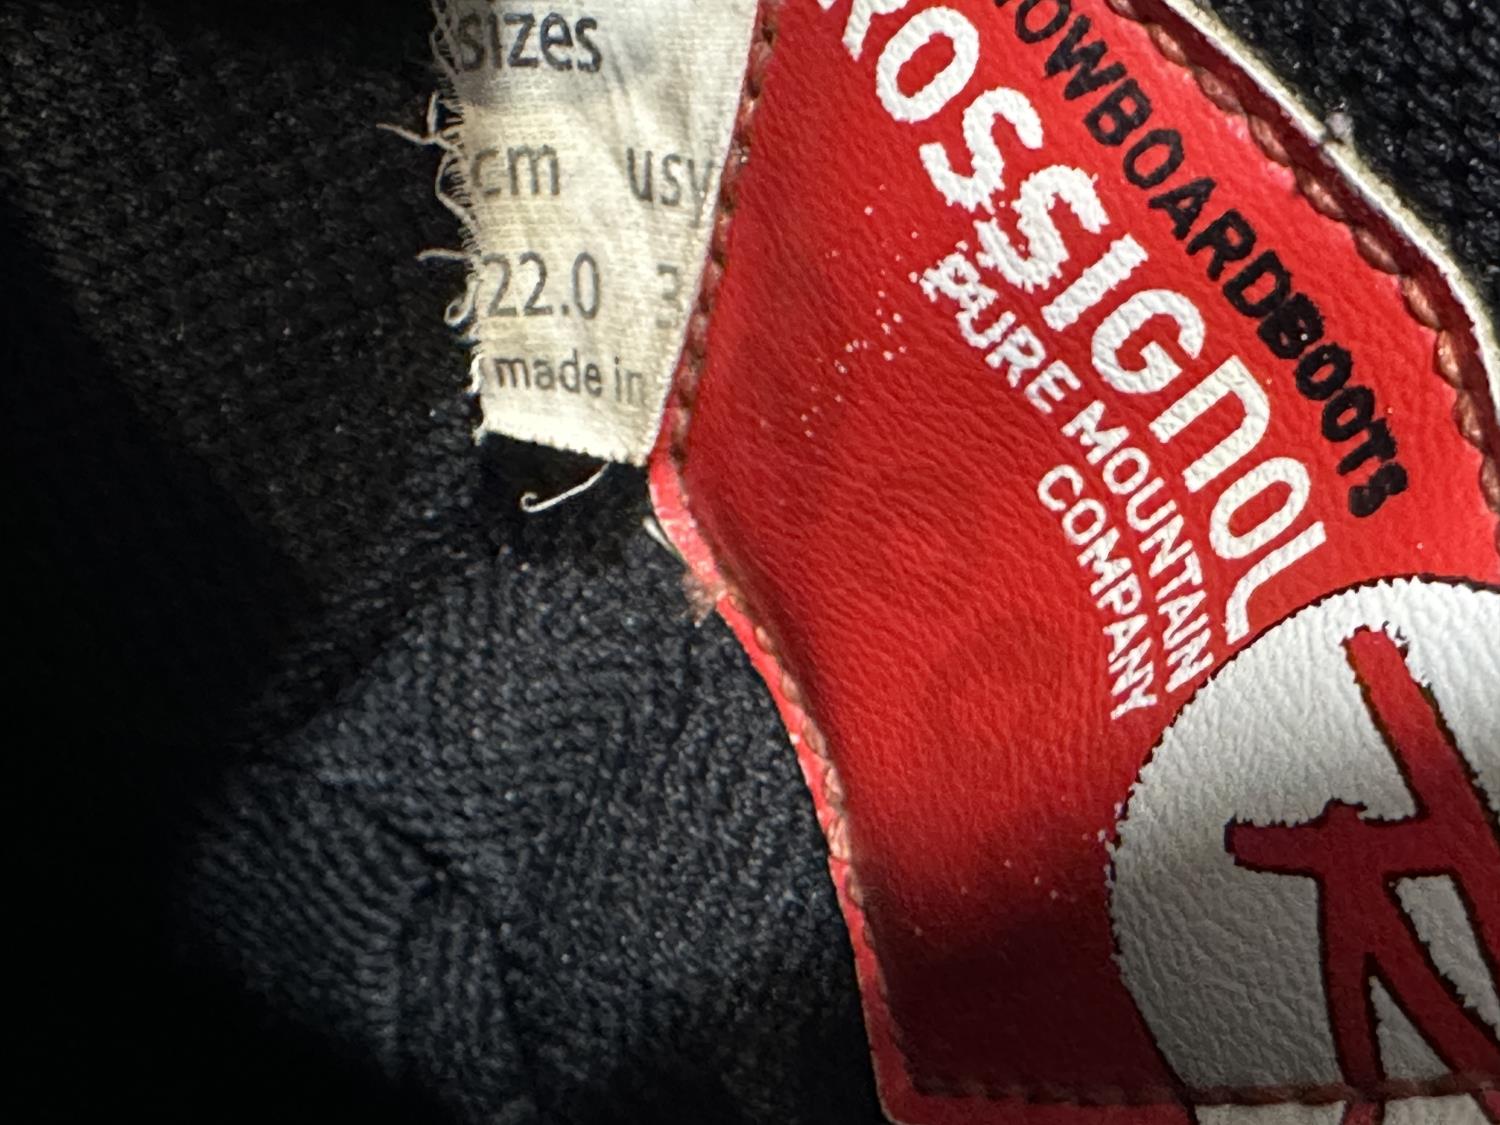 sizes
cm usy
22.0 3
made in
ROSSIGNOL
SNOWBOARDBOOTS
PURE MOUNTAIN
COMPANY